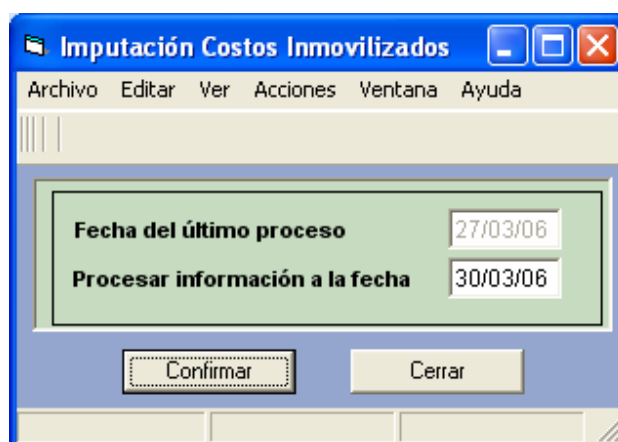 Imputación Costos Inmovilizados
Archivo Editar Ver Acciones Ventana Ayuda
Fecha del último proceso 27/03/06
Procesar información a la fecha 30/03/06
Confirmar Cerrar